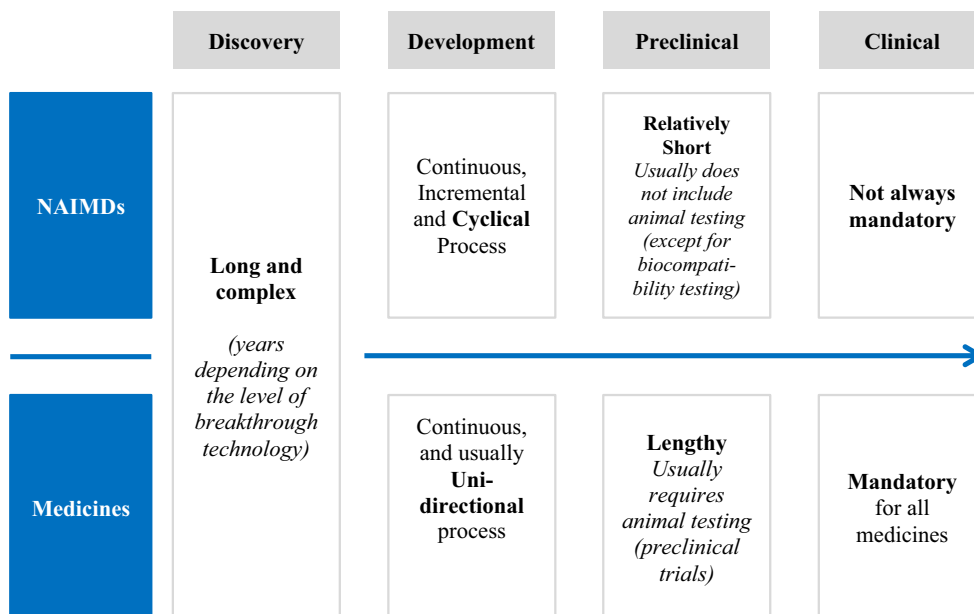 Discovery
Development
Preclinical
Clinical
NAIMDs
Long and
complex
(years
depending on
the level of
breakthrough
technology)
Continuous,
Incremental
and Cyclical
Process
Relatively
Short
Usually does
not include
animal testing
(except for
biocompati-
bility testing)
Not always
mandatory
Medicines
Continuous,
and usually
Uni-
directional
process
Lengthy
Usually
requires
animal testing
(preclinical
trials)
Mandatory
for all
medicines